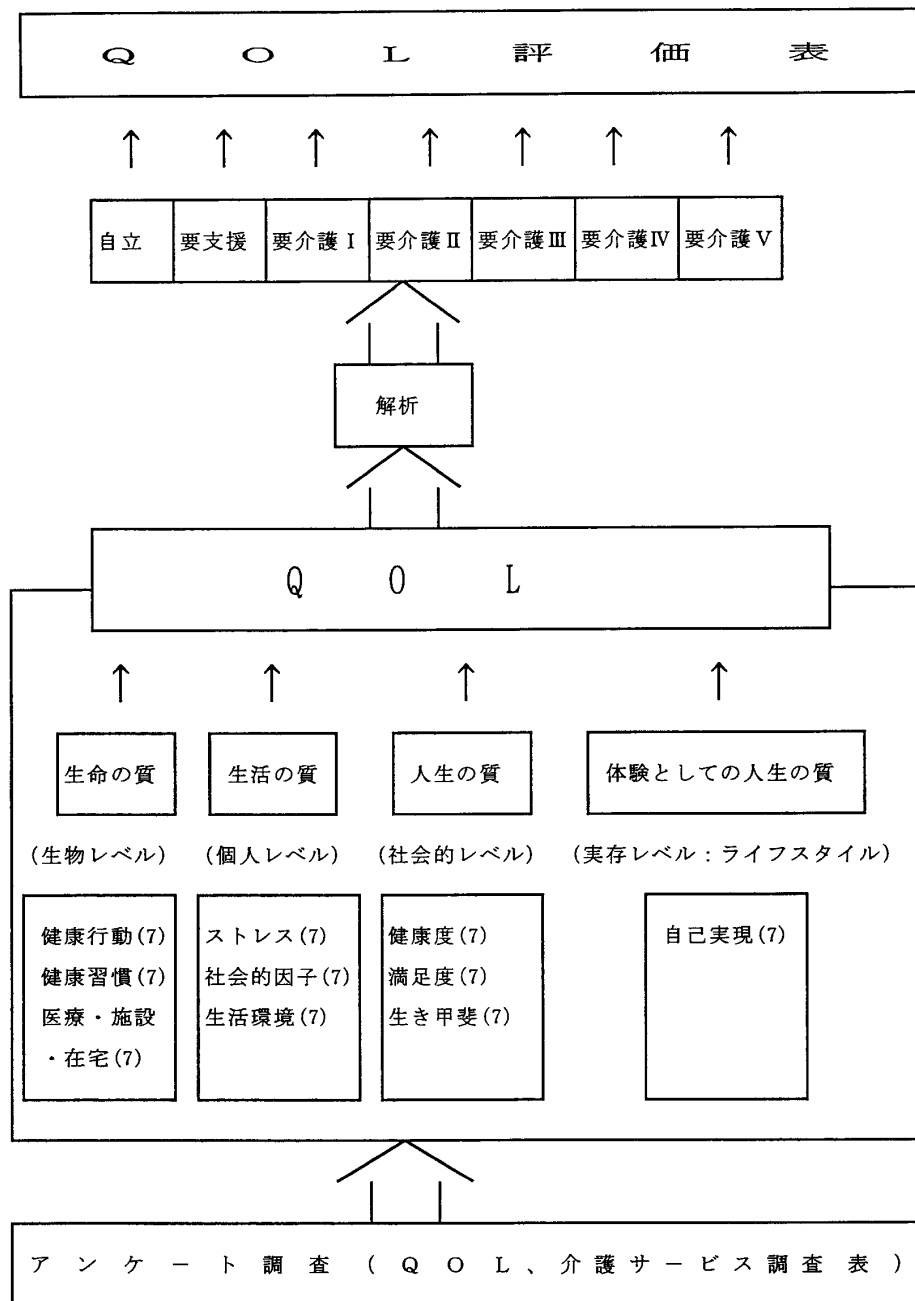 QOL評価表
↑ ↑ ↑ ↑ ↑ ↑ ↑
自立 要支援 要介護Ⅰ 要介護Ⅱ 要介護Ⅲ 要介護Ⅳ 要介護Ⅴ
解析
QOL
↑ ↑ ↑ ↑
生命の質 生活の質 人生の質 体験としての人生の質
(生物レベル) (個人レベル) (社会的レベル) (実存レベル：ライフスタイル)
健康行動(7)
健康習慣(7)
医療・施設
・在宅(7)
ストレス(7)
社会的因子(7)
生活環境(7)
健康度(7)
満足度(7)
生き甲斐(7)
自己実現(7)
アンケート調査(QOL、介護サービス調査表)